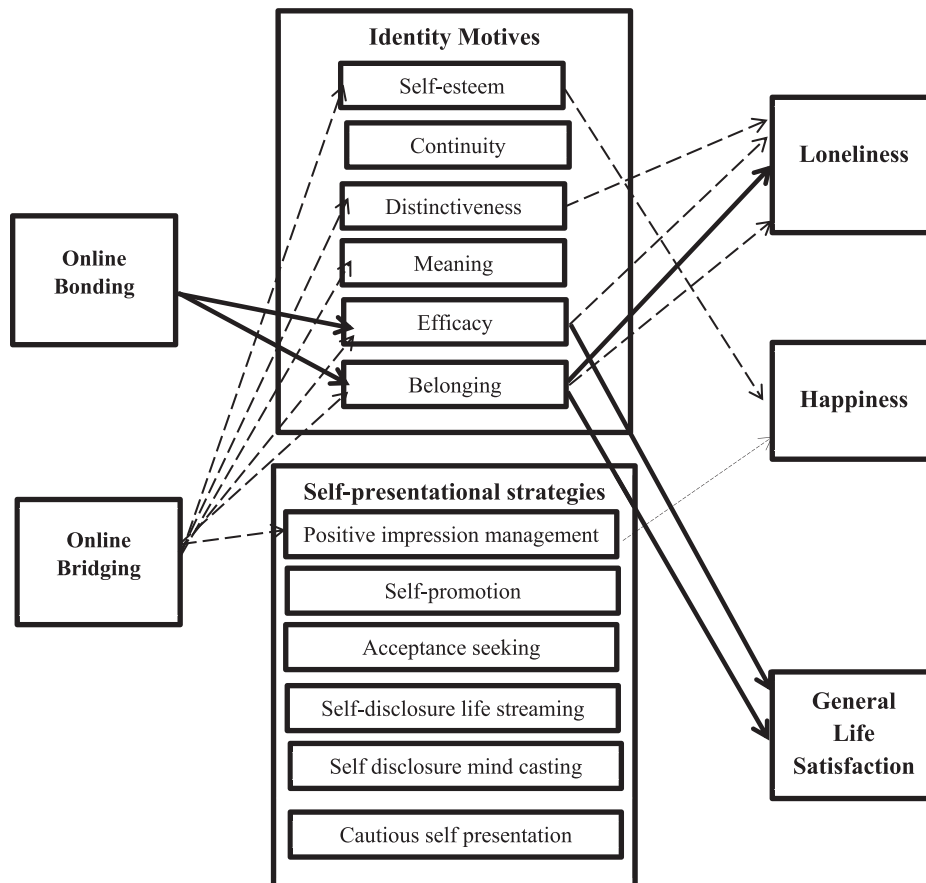 Identity Motives
Self-esteem
Continuity
Distinctiveness
Meaning
Efficacy
Belonging
Online
Bonding
Online
Bridging
Self-presentational strategies
Positive impression management
Self-promotion
Acceptance seeking
Self-disclosure life streaming
Self disclosure mind casting
Cautious self presentation
Loneliness
Happiness
General
Life
Satisfaction